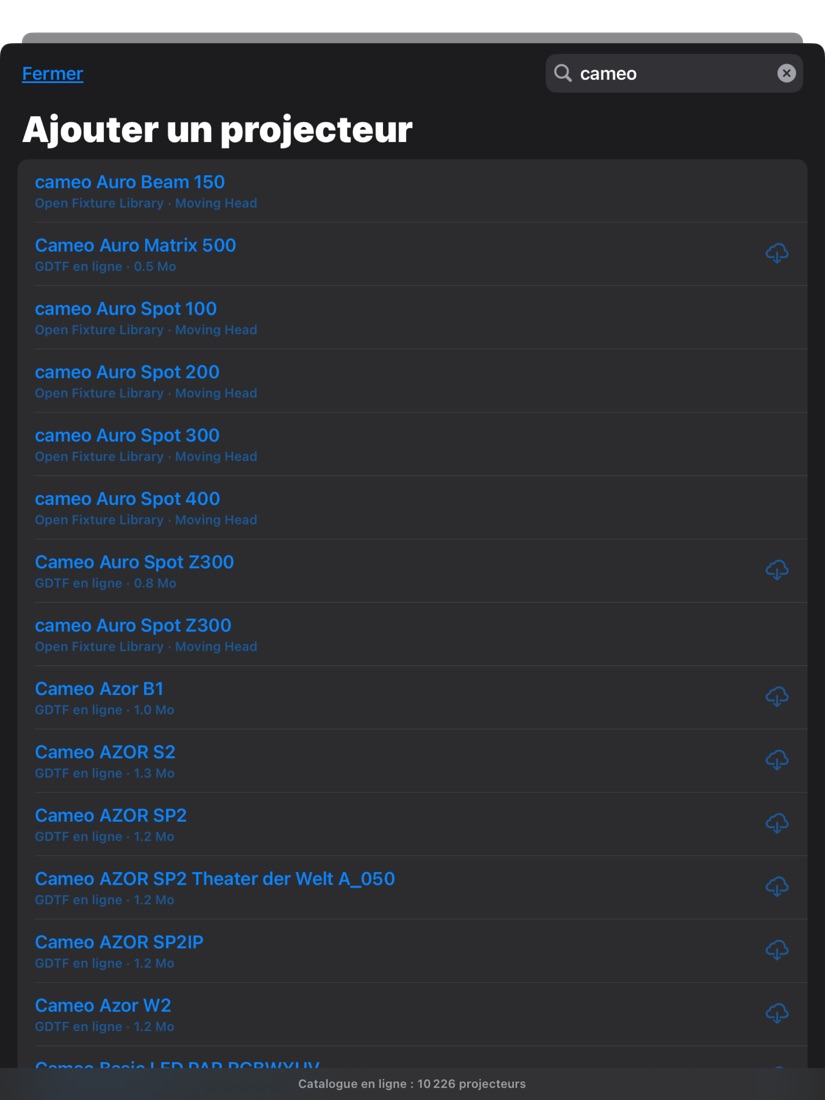 Fermer
cameo
Ajouter un projecteur
cameo Auro Beam 150
Open Fixture Library · Moving Head
Cameo Auro Matrix 500
GDTF en ligne · 0.5 Mo
cameo Auro Spot 100
Open Fixture Library · Moving Head
cameo Auro Spot 200
Open Fixture Library · Moving Head
cameo Auro Spot 300
Open Fixture Library · Moving Head
cameo Auro Spot 400
Open Fixture Library · Moving Head
Cameo Auro Spot Z300
GDTF en ligne · 0.8 Mo
cameo Auro Spot Z300
Open Fixture Library · Moving Head
Cameo Azor B1
GDTF en ligne · 1.0 Mo
Cameo AZOR S2
GDTF en ligne · 1.3 Mo
Cameo AZOR SP2
GDTF en ligne · 1.2 Mo
Cameo AZOR SP2 Theater der Welt A_050
GDTF en ligne · 1.2 Mo
Cameo AZOR SP2IP
GDTF en ligne · 1.2 Mo
Cameo Azor W2
GDTF en ligne · 1.2 Mo
Cameo Basic LED PAR RGBWXUV
Catalogue en ligne : 10 226 projecteurs